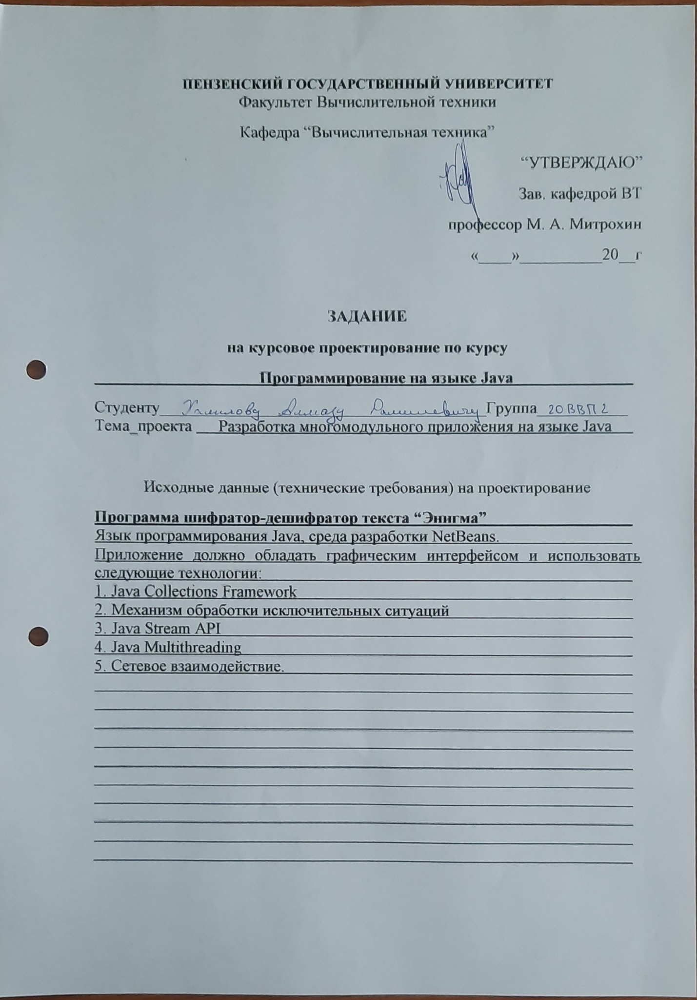 ПЕНЗЕНСКИЙ ГОСУДАРСТВЕННЫЙ УНИВЕРСИТЕТ
Факультет Вычислительной техники
Кафедра “Вычислительная техника”
“УТВЕРЖДАЮ”
Зав. кафедрой ВТ
профессор М. А. Митрохин
«____»__________20__г
ЗАДАНИЕ
на курсовое проектирование по курсу
Программирование на языке Java
Студенту Халилову Алмазу Рамилевичу Группа 20ВВП2
Тема_проекта Разработка многомодульного приложения на языке Java
Исходные данные (технические требования) на проектирование
Программа шифратор-дешифратор текста “Энигма”
Язык программирования Java, среда разработки NetBeans.
Приложение должно обладать графическим интерфейсом и использовать
следующие технологии:
1. Java Collections Framework
2. Механизм обработки исключительных ситуаций
3. Java Stream API
4. Java Multithreading
5. Сетевое взаимодействие.